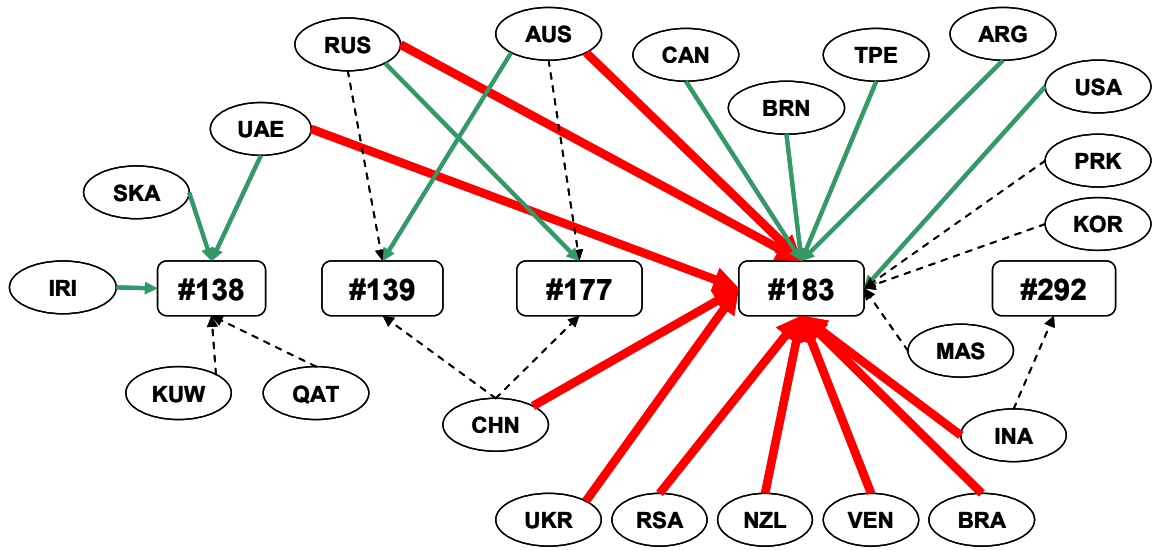 RUS
AUS
CAN
TPE
ARG
USA
BRN
UAE
PRK
SKA
KOR
IRI
#138
#139
#177
#183
#292
MAS
KUW
QAT
CHN
INA
UKR
RSA
NZL
VEN
BRA